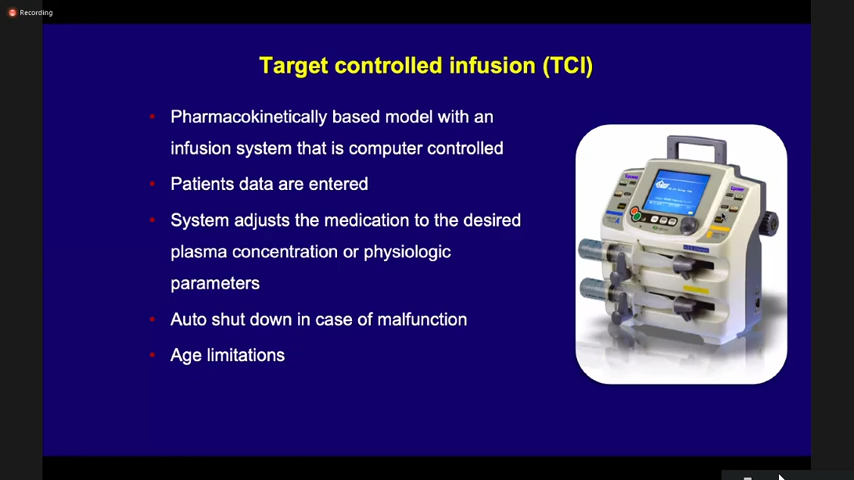 Recording
Target controlled infusion (TCI)
• Pharmacokinetically based model with an
infusion system that is computer controlled
• Patients data are entered
• System adjusts the medication to the desired
plasma concentration or physiologic
parameters
• Auto shut down in case of malfunction
• Age limitations